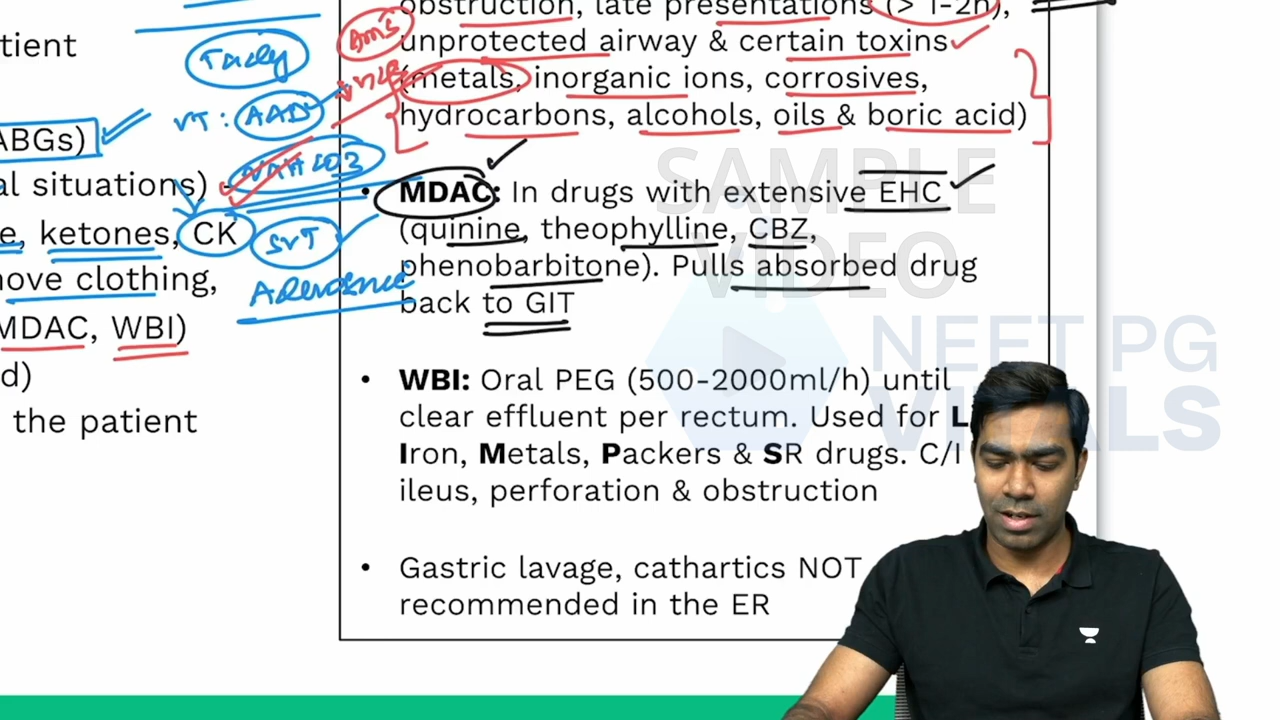 obstruction, late presentations (> 1-2h),
unprotected airway & certain toxins
(metals, inorganic ions, corrosives,
hydrocarbons, alcohols, oils & boric acid)
• MDAC: In drugs with extensive EHC
(quinine, theophylline, CBZ,
phenobarbitone). Pulls absorbed drug
back to GIT
• WBI: Oral PEG (500-2000ml/h) until
clear effluent per rectum. Used for L
Iron, Metals, Packers & SR drugs. C/I
ileus, perforation & obstruction
• Gastric lavage, cathartics NOT
recommended in the ER
tient
ABGs)
al situations) -
e, ketones, CK
ove clothing,
MDAC, WBI)
d)
the patient
Tachy
VT: AAD
NaHCO3
SVT
Adenosine
SAMPLE
VIDEO
NEET PG
VITALS